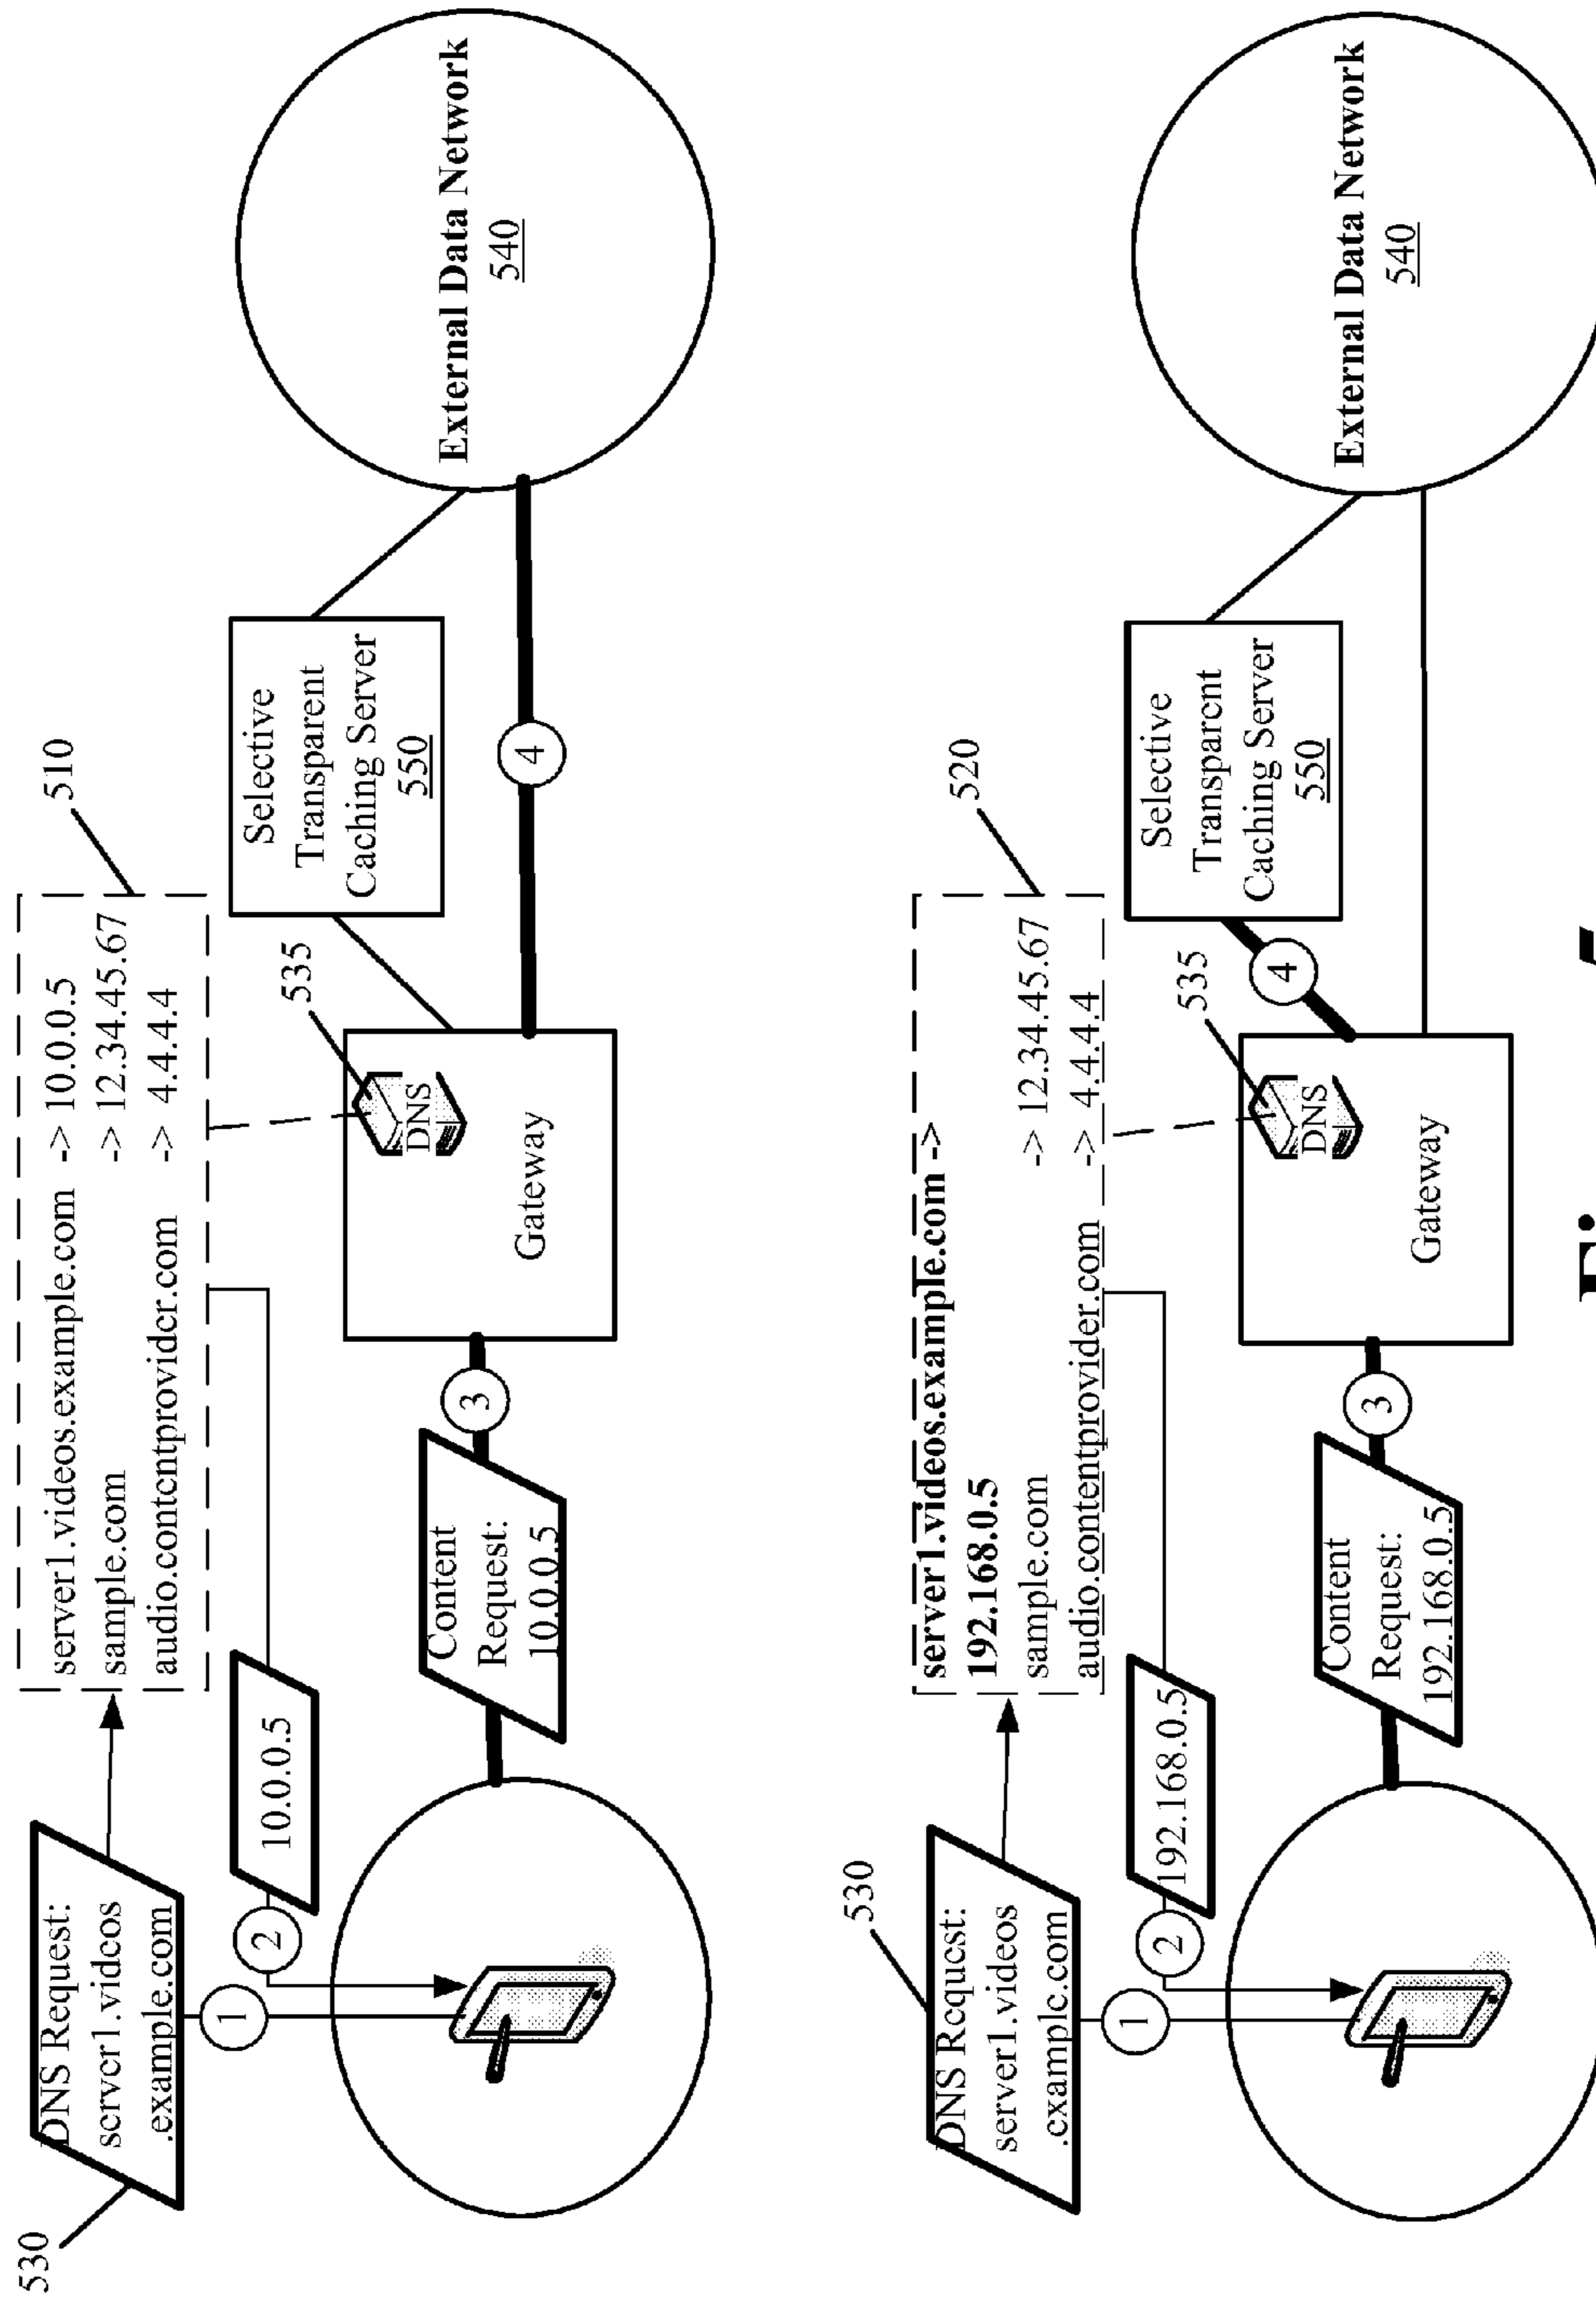 530
DNS Request:
server1.videos
.example.com
1
2
10.0.0.5
server1.videos.example.com -> 10.0.0.5
sample.com -> 12.34.45.67
audio.contentprovider.com -> 4.4.4.4
510
Content
Request:
10.0.0.5
3
535
DNS
Gateway
4
Selective
Transparent
Caching Server
550
External Data Network
540
530
DNS Request:
server1.videos
.example.com
1
2
192.168.0.5
server1.videos.example.com ->
192.168.0.5
sample.com -> 12.34.45.67
audio.contentprovider.com -> 4.4.4.4
520
Content
Request:
192.168.0.5
3
535
DNS
Gateway
4
Selective
Transparent
Caching Server
550
External Data Network
540